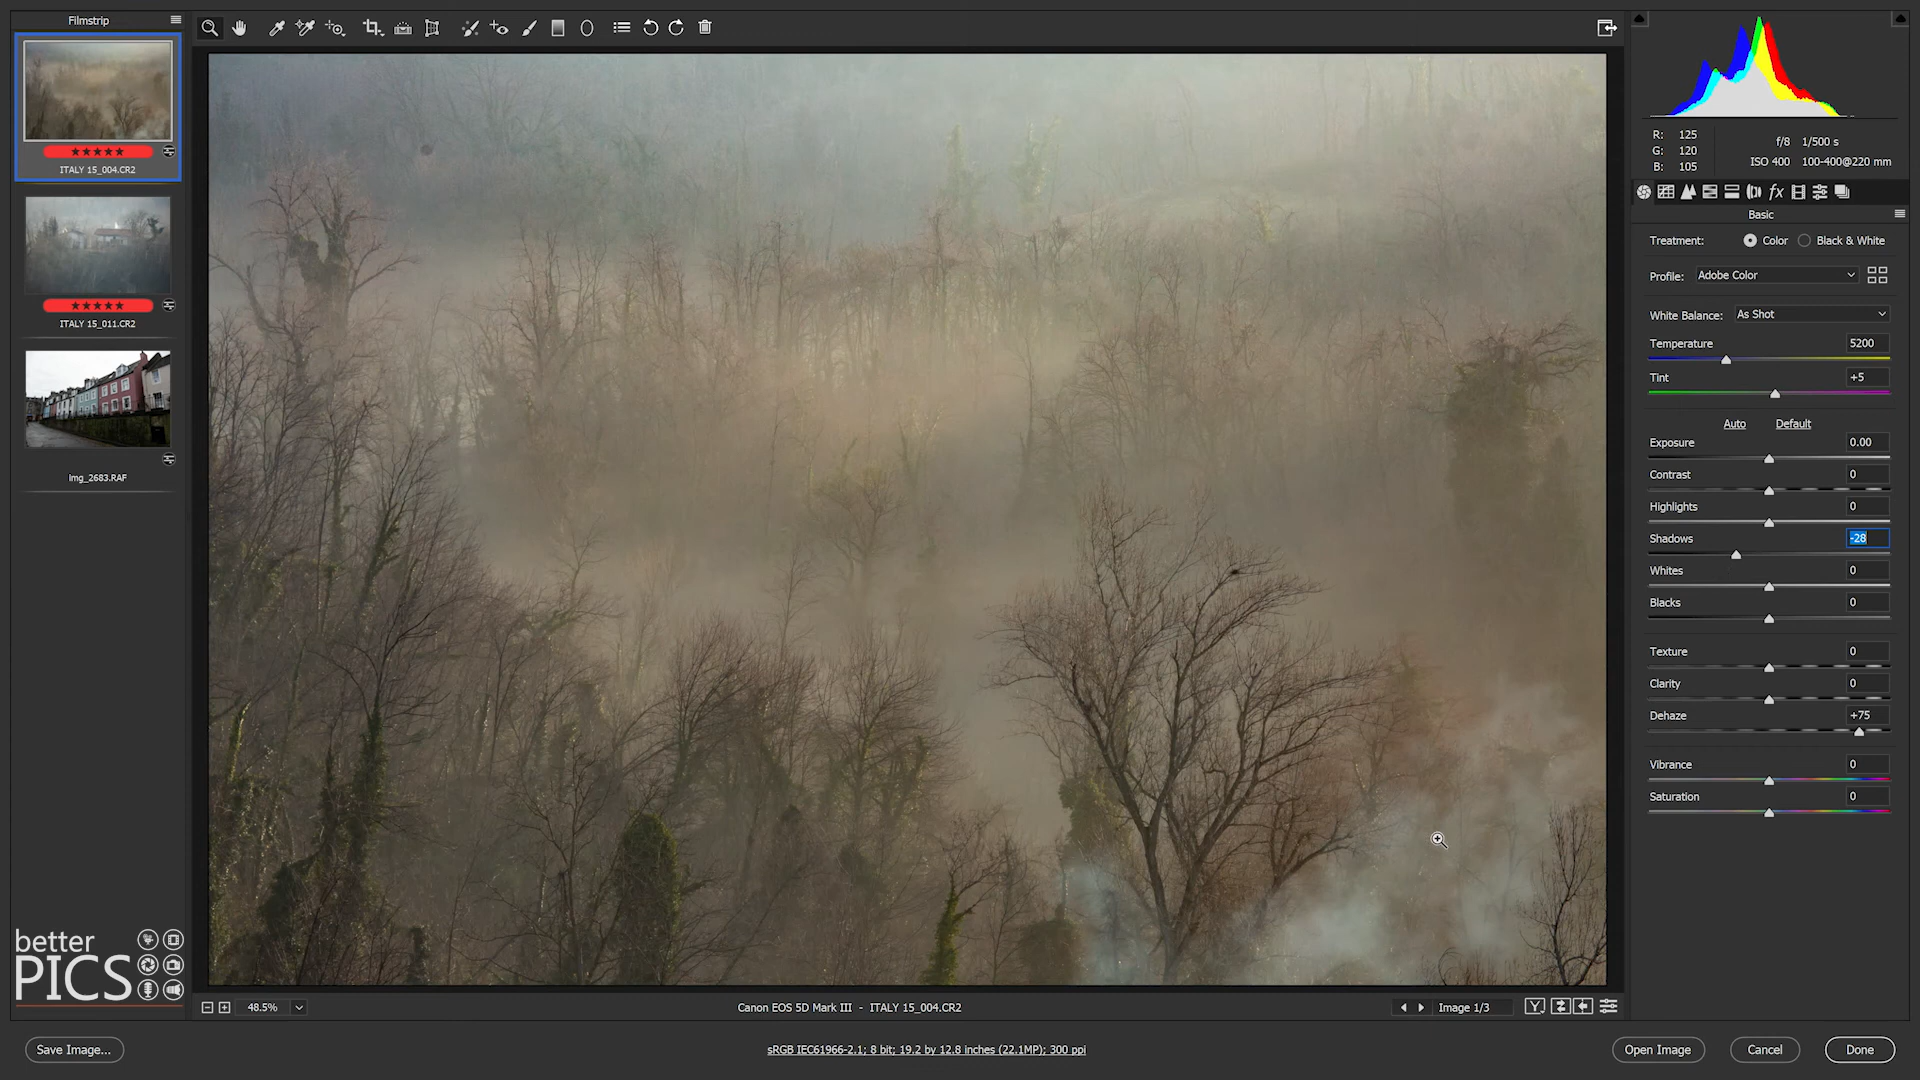 Filmstrip
★★★★★
ITALY 15_004.CR2
★★★★★
ITALY 15_011.CR2
img_2683.RAF
better
PICS
48.5%
Canon EOS 5D Mark III - ITALY 15_004.CR2
Image 1/3
Save Image...
sRGB IEC61966-2.1; 8 bit; 19.2 by 12.8 inches (22.1MP); 300 ppi
Open Image
Cancel
Done
R: 125
G: 120
B: 105
f/8 1/500 s
ISO 400 100-400@220 mm
fx
Basic
Treatment: Color Black & White
Profile: Adobe Color
White Balance: As Shot
Temperature 5200
Tint +5
Auto Default
Exposure 0.00
Contrast 0
Highlights 0
Shadows -28
Whites 0
Blacks 0
Texture 0
Clarity 0
Dehaze +75
Vibrance 0
Saturation 0